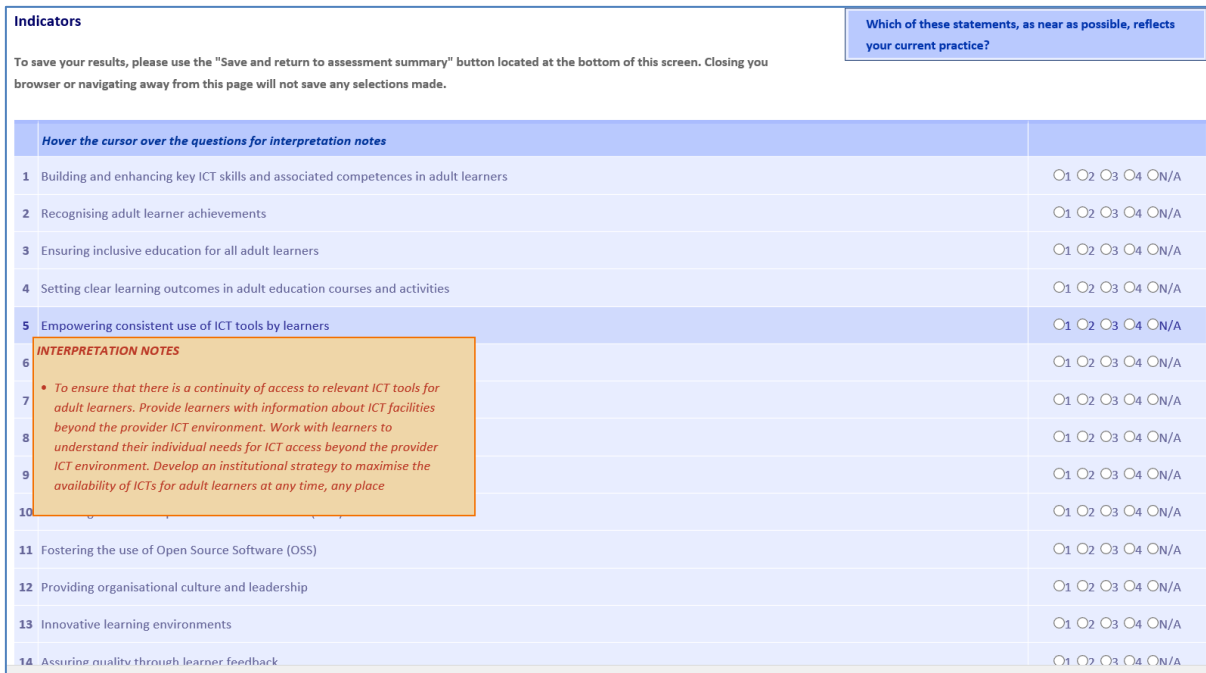 Indicators
Which of these statements, as near as possible, reflects
your current practice?
To save your results, please use the "Save and return to assessment summary" button located at the bottom of this screen. Closing you
browser or navigating away from this page will not save any selections made.
Hover the cursor over the questions for interpretation notes
1 Building and enhancing key ICT skills and associated competences in adult learners 1 2 3 4 N/A
2 Recognising adult learner achievements 1 2 3 4 N/A
3 Ensuring inclusive education for all adult learners 1 2 3 4 N/A
4 Setting clear learning outcomes in adult education courses and activities 1 2 3 4 N/A
5 Empowering consistent use of ICT tools by learners 1 2 3 4 N/A
INTERPRETATION NOTES
• To ensure that there is a continuity of access to relevant ICT tools for
adult learners. Provide learners with information about ICT facilities
beyond the provider ICT environment. Work with learners to
understand their individual needs for ICT access beyond the provider
ICT environment. Develop an institutional strategy to maximise the
availability of ICTs for adult learners at any time, any place
6 1 2 3 4 N/A
7 1 2 3 4 N/A
8 1 2 3 4 N/A
9 1 2 3 4 N/A
10 1 2 3 4 N/A
11 Fostering the use of Open Source Software (OSS) 1 2 3 4 N/A
12 Providing organisational culture and leadership 1 2 3 4 N/A
13 Innovative learning environments 1 2 3 4 N/A
14 Assuring quality through learner feedback 1 2 3 4 N/A